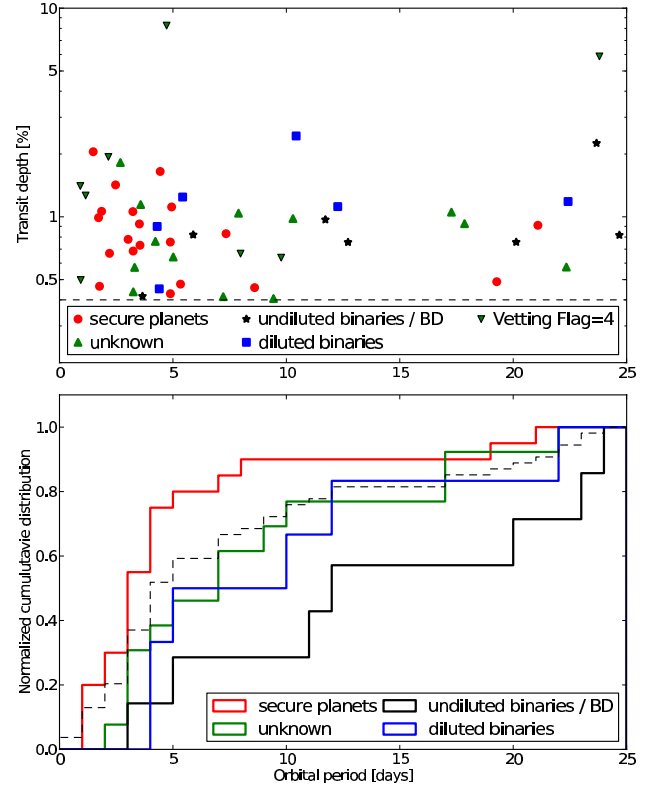 10
5
1
0.5
Transit depth [%]
secure planets
undiluted binaries / BD
Vetting Flag=4
unknown
diluted binaries
0
5
10
15
20
25
1.0
0.8
0.6
0.4
0.2
0.0
Normalized cumulutavie distribution
secure planets
undiluted binaries / BD
unknown
diluted binaries
0
5
10
15
20
25
Orbital period [days]